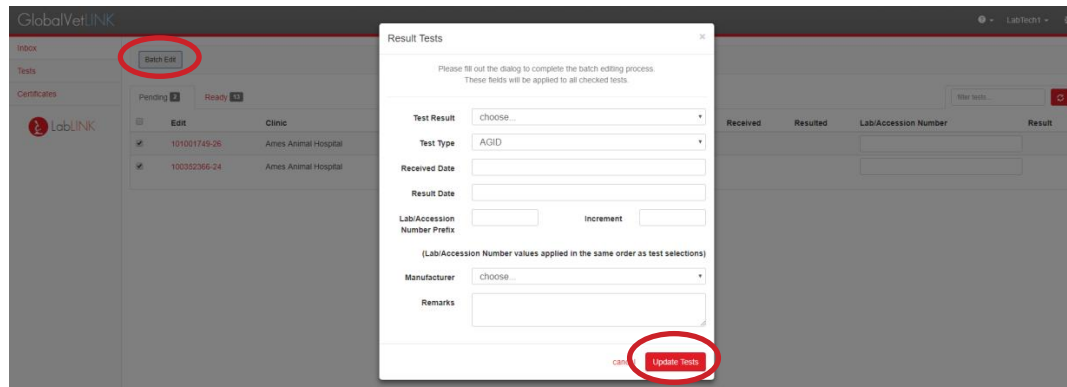 GlobalVetLINK
LabTech1
Inbox
Tests
Certificates
LabLINK
Batch Edit
Pending 2 Ready 12
filter tests...
Edit Clinic Received Resulted Lab/Accession Number Result
101001749-26 Ames Animal Hospital
100352366-24 Ames Animal Hospital
Result Tests ×
Please fill out the dialog to complete the batch editing process.
These fields will be applied to all checked tests.
Test Result choose...
Test Type AGID
Received Date
Result Date
Lab/Accession Increment
Number Prefix
(Lab/Accession Number values applied in the same order as test selections)
Manufacturer choose...
Remarks
cancel Update Tests